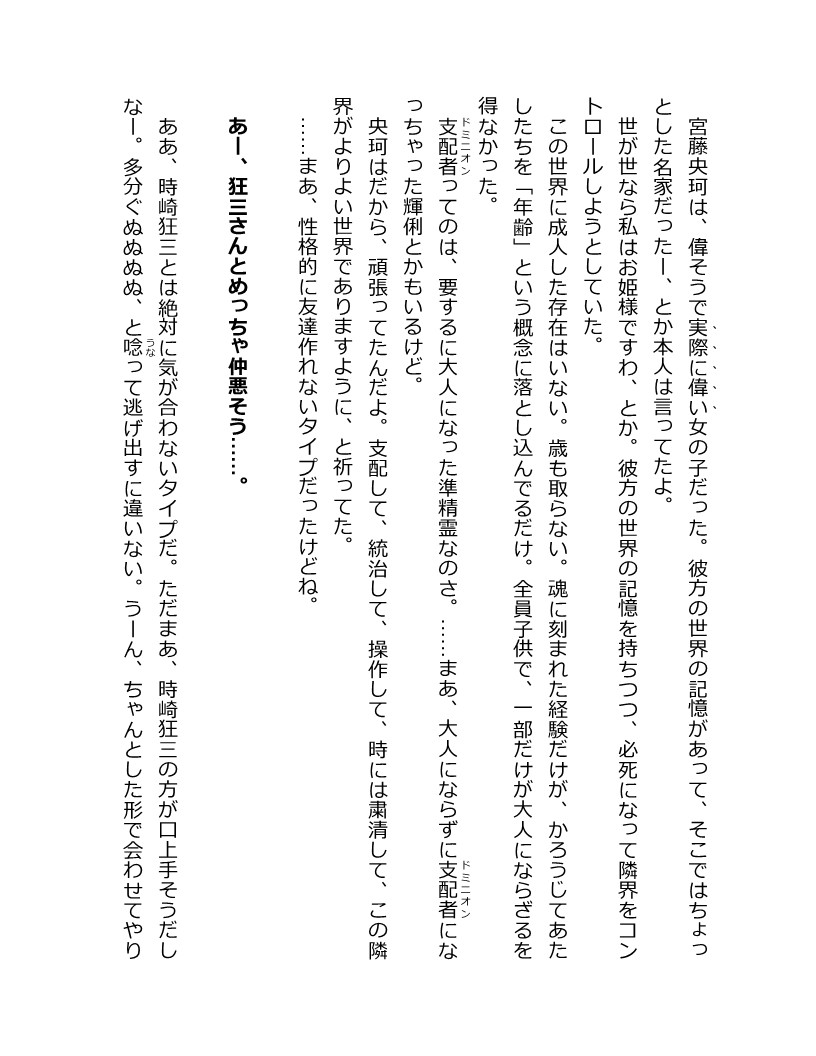 宮藤央珂は、偉そうで実際に偉い女の子だった。彼方の世界の記憶があって、そこではちょっ
とした名家だったー、とか本人は言ってたよ。
世が世なら私はお姫様ですわ、とか。彼方の世界の記憶を持ちつつ、必死になって隣界をコン
トロールしようとしていた。
この世界に成人した存在はいない。歳も取らない。魂に刻まれた経験だけが、かろうじてあた
したちを「年齢」という概念に落とし込んでるだけ。全員子供で、一部だけが大人にならざるを
得なかった。
支配者ってのは、要するに大人になった準精霊なのさ。……まあ、大人にならずに支配者にな
ドミニオン
ドミニオン
っちゃった輝俐とかもいるけど。
央珂はだから、頑張ってたんだよ。支配して、統治して、操作して、時には粛清して、この隣
界がよりよい世界でありますように、と祈ってた。
……まあ、性格的に友達作れないタイプだったけどね。
あー、狂三さんとめっちゃ仲悪そう……。
ああ、時崎狂三とは絶対に気が合わないタイプだ。ただまあ、時崎狂三の方が口上手そうだし
なー。多分ぐぬぬぬぬ、と唸って逃げ出すに違いない。うーん、ちゃんとした形で会わせてやり
うな